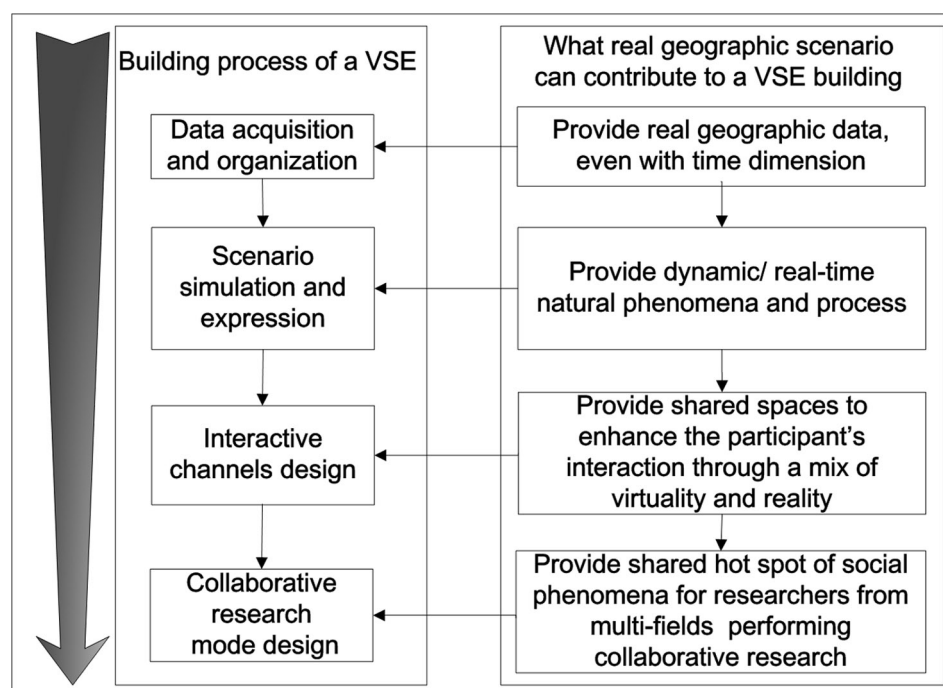 Building process of a VSE
Data acquisition
and organization
Scenario
simulation and
expression
Interactive
channels design
Collaborative
research
mode design
What real geographic scenario
can contribute to a VSE building
Provide real geographic data,
even with time dimension
Provide dynamic/ real-time
natural phenomena and process
Provide shared spaces to
enhance the participant's
interaction through a mix of
virtuality and reality
Provide shared hot spot of social
phenomena for researchers from
multi-fields performing
collaborative research